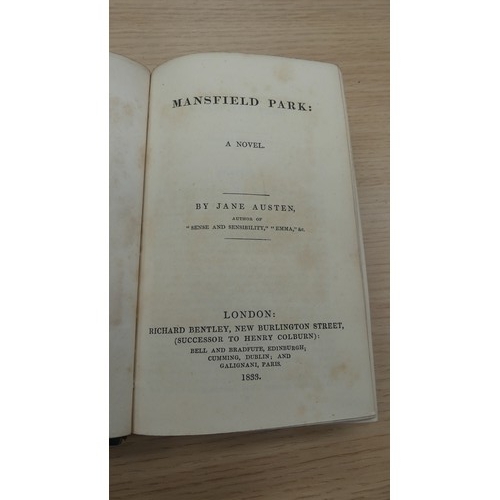 MANSFIELD PARK:
A NOVEL.
BY JANE AUSTEN,
AUTHOR OF
"SENSE AND SENSIBILITY," "EMMA," &c.
LONDON:
RICHARD BENTLEY, NEW BURLINGTON STREET,
(SUCCESSOR TO HENRY COLBURN):
BELL AND BRADFUTE, EDINBURGH;
CUMMING, DUBLIN; AND
GALIGNANI, PARIS.
1833.